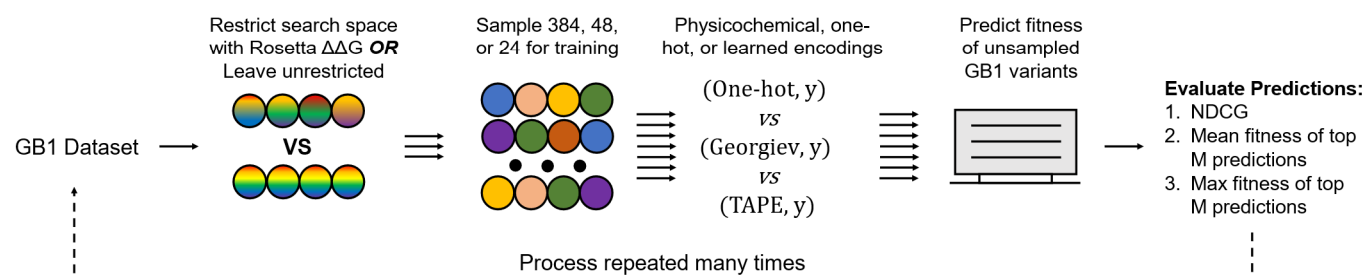 Restrict search space
with Rosetta ΔΔG OR
Leave unrestricted
Sample 384, 48,
or 24 for training
Physicochemical, one-
hot, or learned encodings
Predict fitness
of unsampled
GB1 variants
GB1 Dataset
VS
(One-hot, y)
vs
(Georgiev, y)
vs
(TAPE, y)
Evaluate Predictions:
1. NDCG
2. Mean fitness of top
M predictions
3. Max fitness of top
M predictions
Process repeated many times